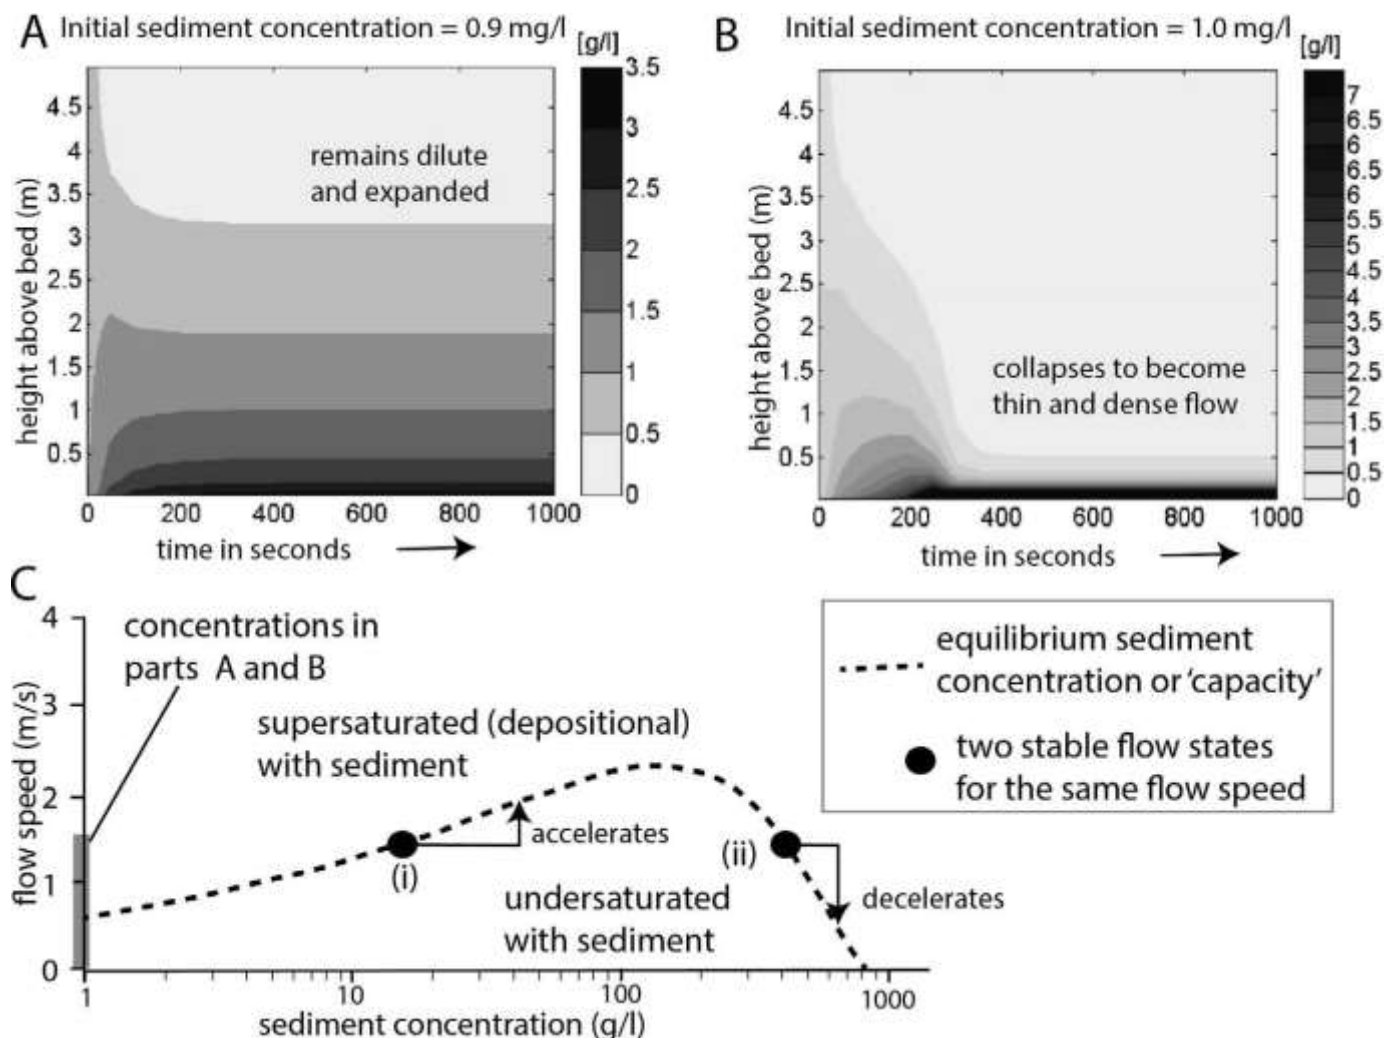 A Initial sediment concentration = 0.9 mg/l
[g/l]
3.5
3
2.5
2
1.5
1
0.5
0
4.5
4
3.5
3
2.5
2
1.5
1
0.5
height above bed (m)
remains dilute
and expanded
0 200 400 600 800 1000
time in seconds
B Initial sediment concentration = 1.0 mg/l
[g/l]
7
6.5
6
6.5
6
5.5
5
4.5
4
3.5
3
2.5
2
1.5
1
0.5
0
4.5
4
3.5
3
2.5
2
1.5
1
0.5
height above bed (m)
collapses to become
thin and dense flow
0 200 400 600 800 1000
time in seconds
C
4
3
2
1
0
flow speed (m/s)
concentrations in
parts A and B
supersaturated (depositional)
with sediment
accelerates
(i)
(ii)
decelerates
undersaturated
with sediment
1 10 100 1000
sediment concentration (g/l)
equilibrium sediment
concentration or 'capacity'
two stable flow states
for the same flow speed